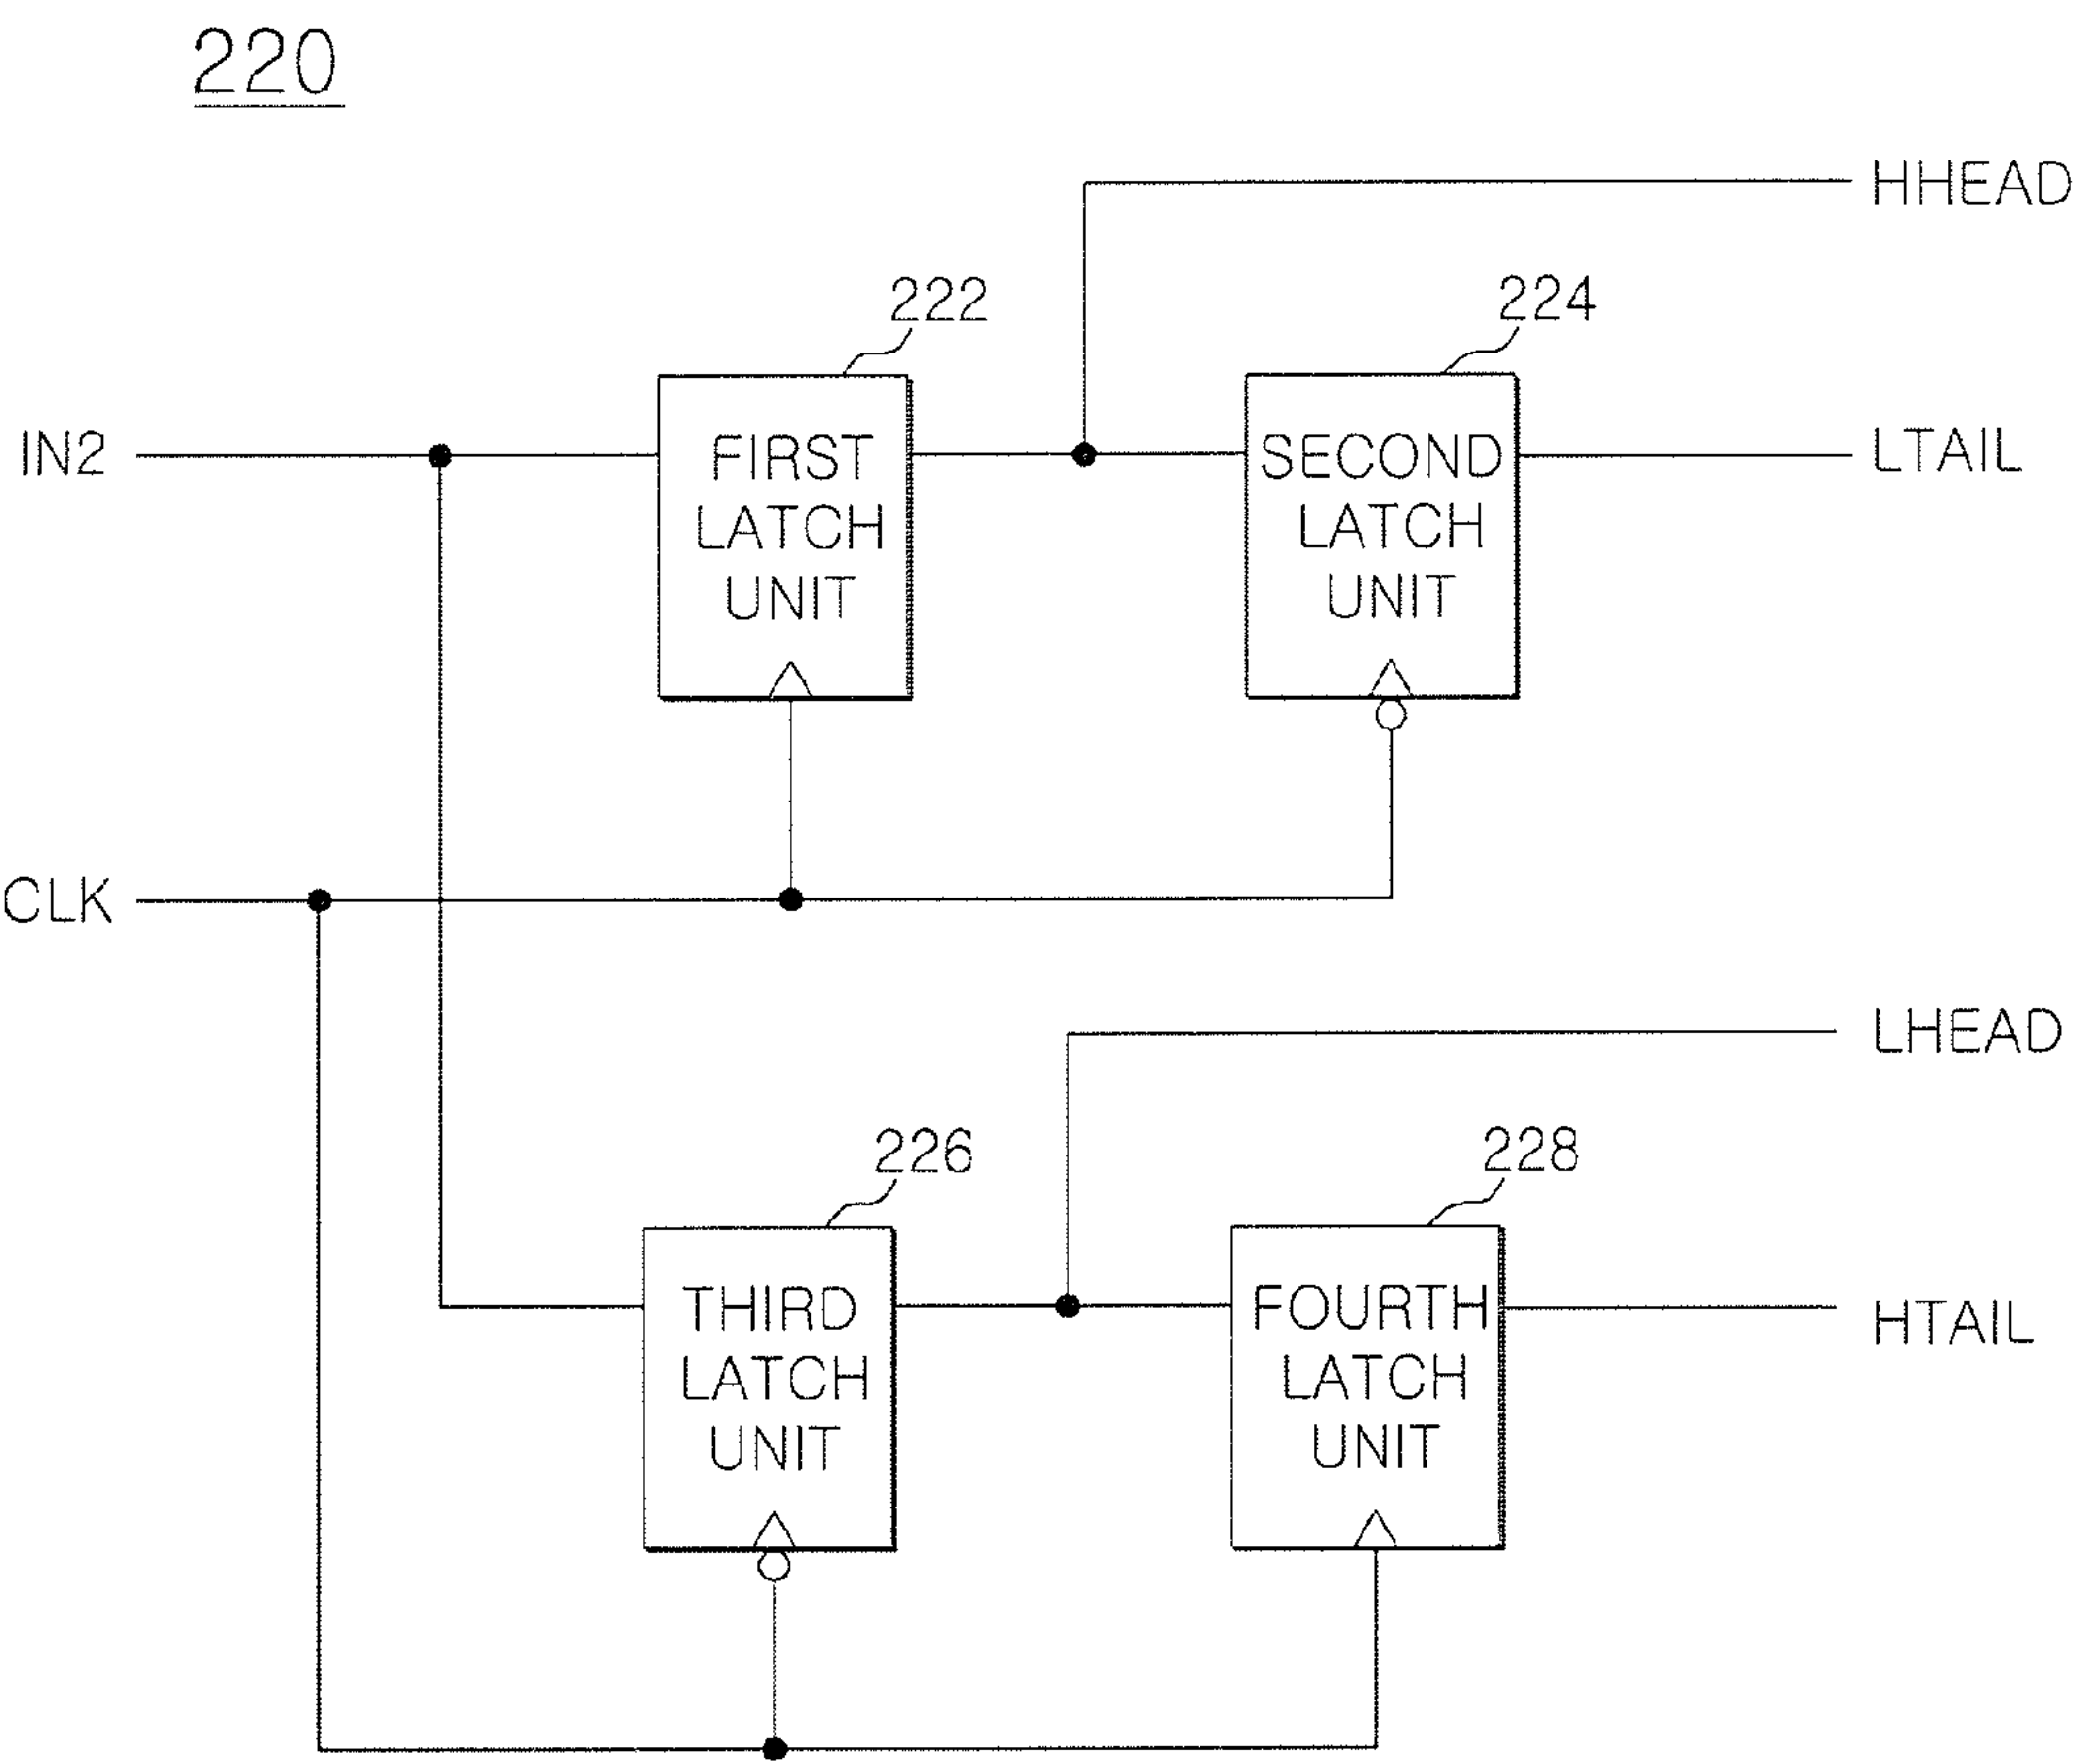 220
HHEAD
222
224
IN2
FIRST
LATCH
UNIT
SECOND
LATCH
UNIT
LTAIL
CLK
LHEAD
226
228
THIRD
LATCH
UNIT
FOURTH
LATCH
UNIT
HTAIL